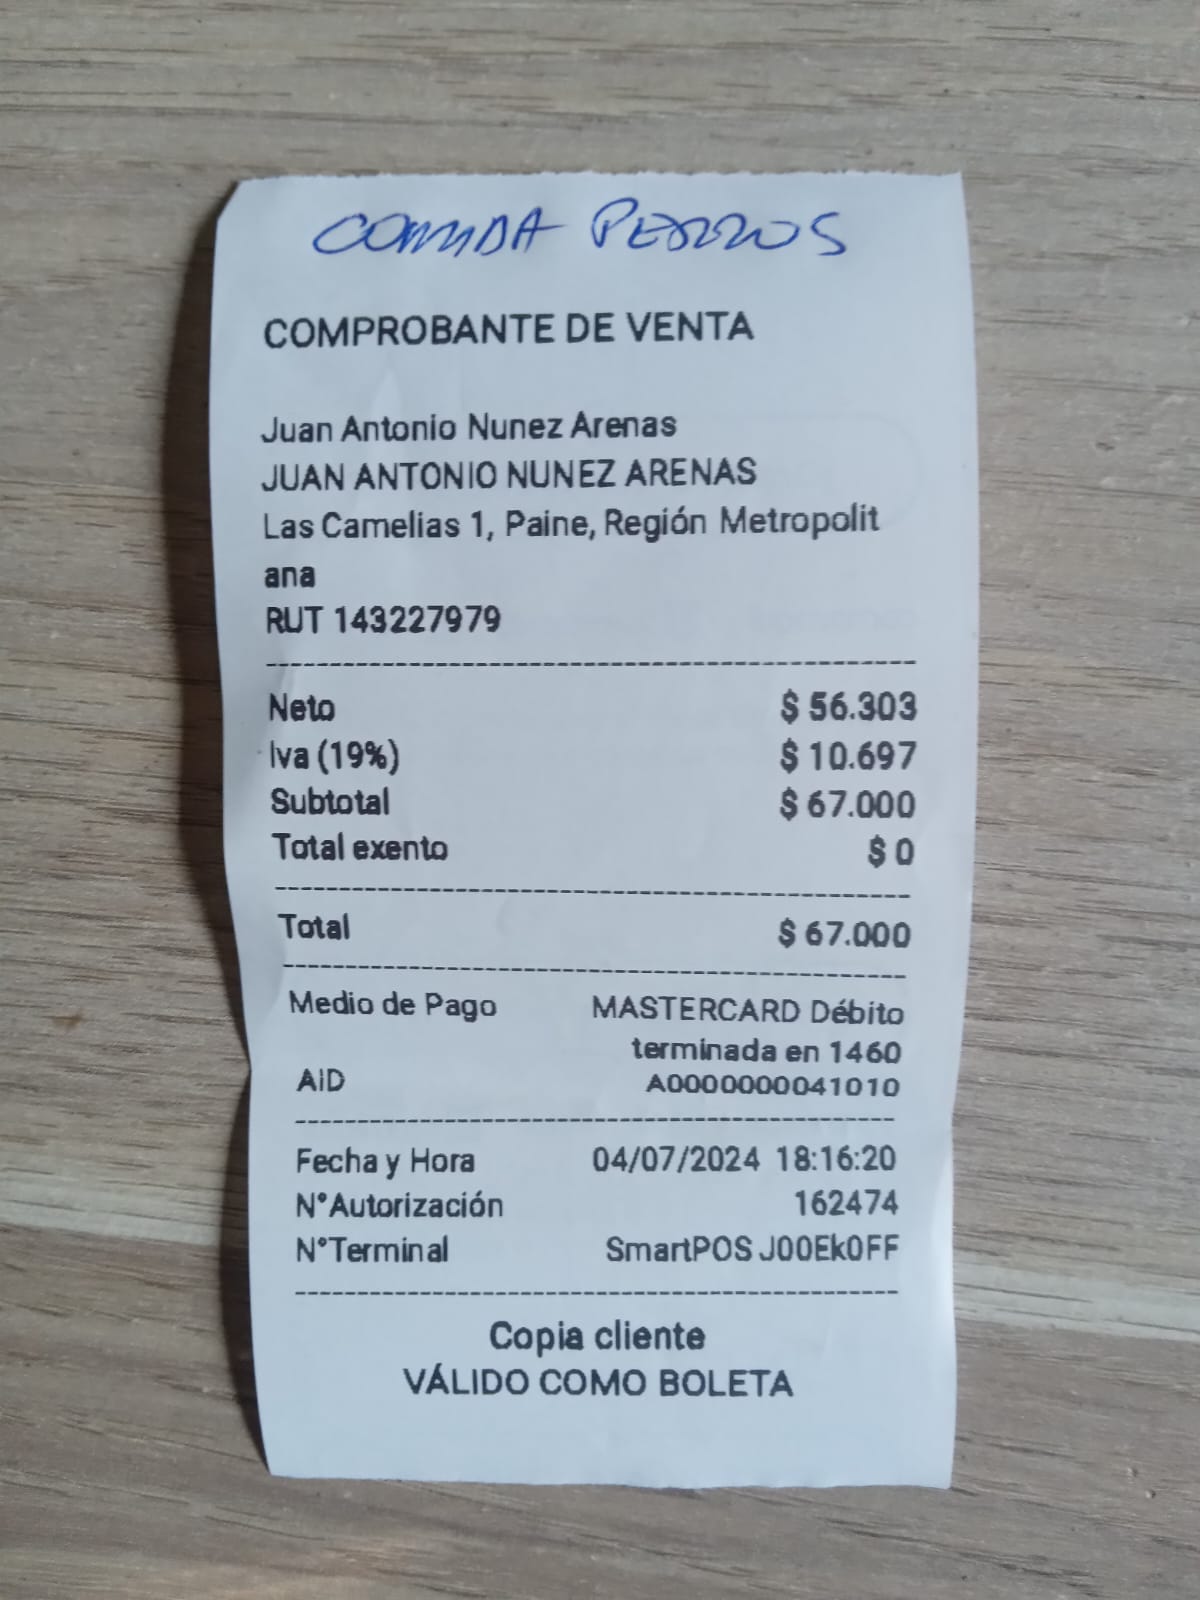 COMIDA PERROS
COMPROBANTE DE VENTA
Juan Antonio Nunez Arenas
JUAN ANTONIO NUNEZ ARENAS
Las Camelias 1, Paine, Región Metropolit
ana
RUT 143227979
Neto $ 56.303
Iva (19%) $ 10.697
Subtotal $ 67.000
Total exento $ 0
Total $ 67.000
Medio de Pago MASTERCARD Débito
terminada en 1460
AID A0000000041010
Fecha y Hora 04/07/2024 18:16:20
N°Autorización 162474
N°Terminal SmartPOS J00Ek0FF
Copia cliente
VÁLIDO COMO BOLETA